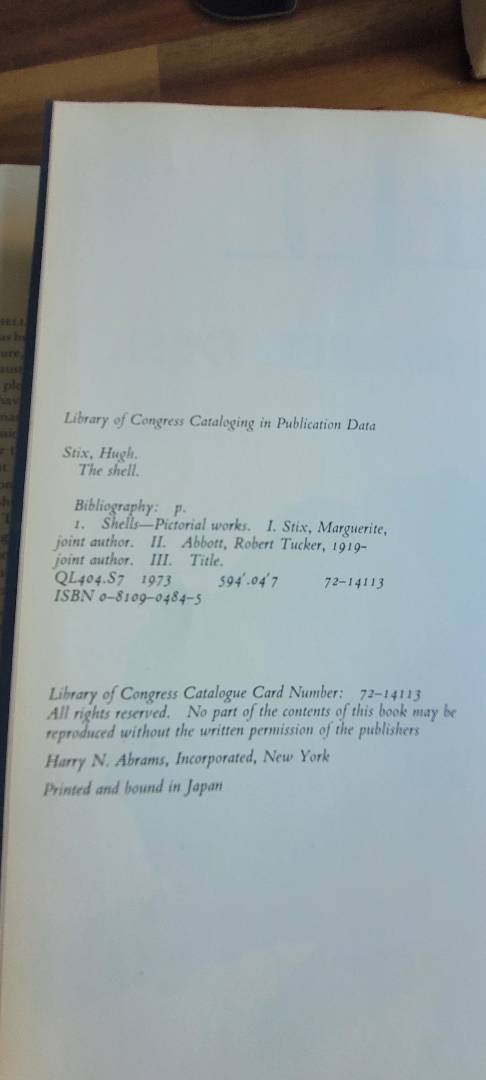 Library of Congress Cataloging in Publication Data
Stix, Hugh.
The shell.
Bibliography: p.
1. Shells—Pictorial works. I. Stix, Marguerite,
joint author. II. Abbott, Robert Tucker, 1919–
joint author. III. Title.
QL404.S7 1973 594'.04'7 72-14113
ISBN 0-8109-0484-5
Library of Congress Catalogue Card Number: 72-14113
All rights reserved. No part of the contents of this book may be
reproduced without the written permission of the publishers
Harry N. Abrams, Incorporated, New York
Printed and bound in Japan